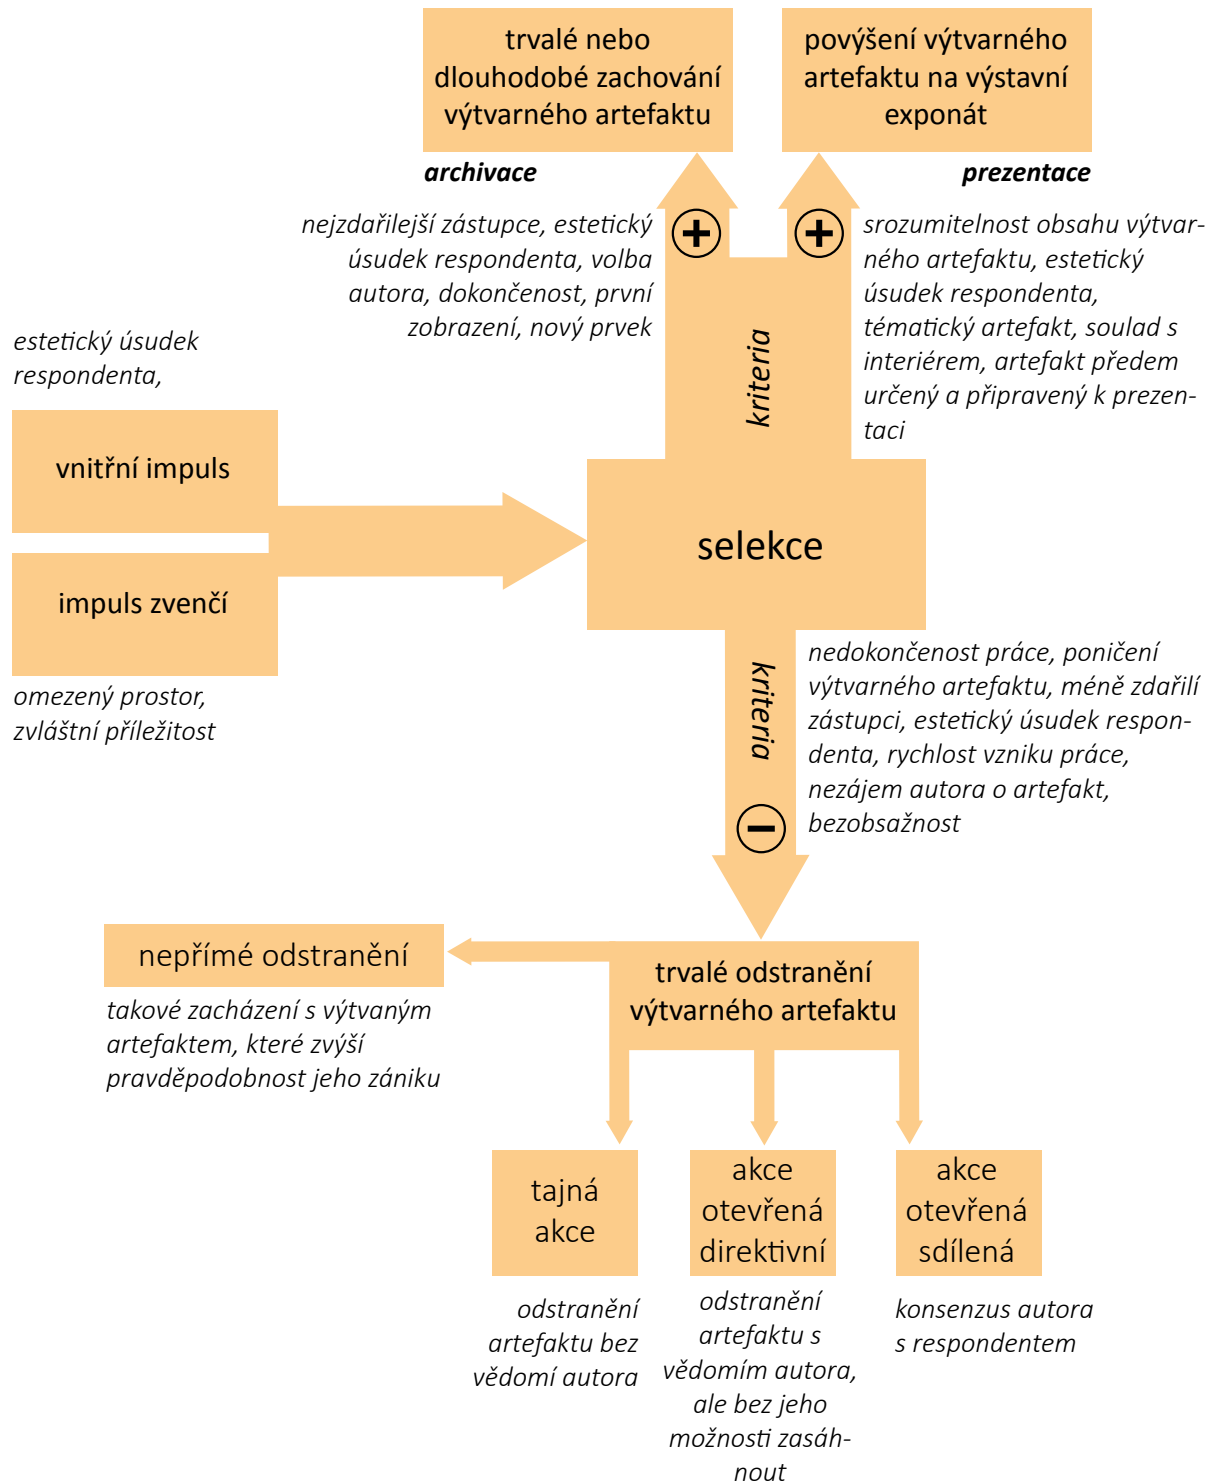 trvalé nebo
dlouhodobé zachování
výtvarného artefaktu
povýšení výtvarného
artefaktu na výstavní
exponát
archivace
prezentace
nejzdařilejší zástupce, estetický
úsudek respondenta, volba
autora, dokončenost, první
zobrazení, nový prvek
srozumitelnost obsahu výtvar-
ného artefaktu, estetický
úsudek respondenta,
tématický artefakt, soulad s
interiérem, artefakt předem
určený a připravený k prezen-
taci
kriteria
estetický úsudek
respondenta,
vnitřní impuls
impuls zvenčí
omezený prostor,
zvláštní příležitost
selekce
kriteria
nedokončenost práce, poničení
výtvarného artefaktu, méně zdařilí
zástupci, estetický úsudek respon-
denta, rychlost vzniku práce,
nezájem autora o artefakt,
bezobsažnost
nepřímé odstranění
takové zacházení s výtvaným
artefaktem, které zvýší
pravděpodobnost jeho zániku
trvalé odstranění
výtvarného artefaktu
tajná
akce
odstranění
artefaktu bez
vědomí autora
akce
otevřená
direktivní
odstranění
artefaktu s
vědomím autora,
ale bez jeho
možnosti zasáh-
nout
akce
otevřená
sdílená
konsenzus autora
s respondentem